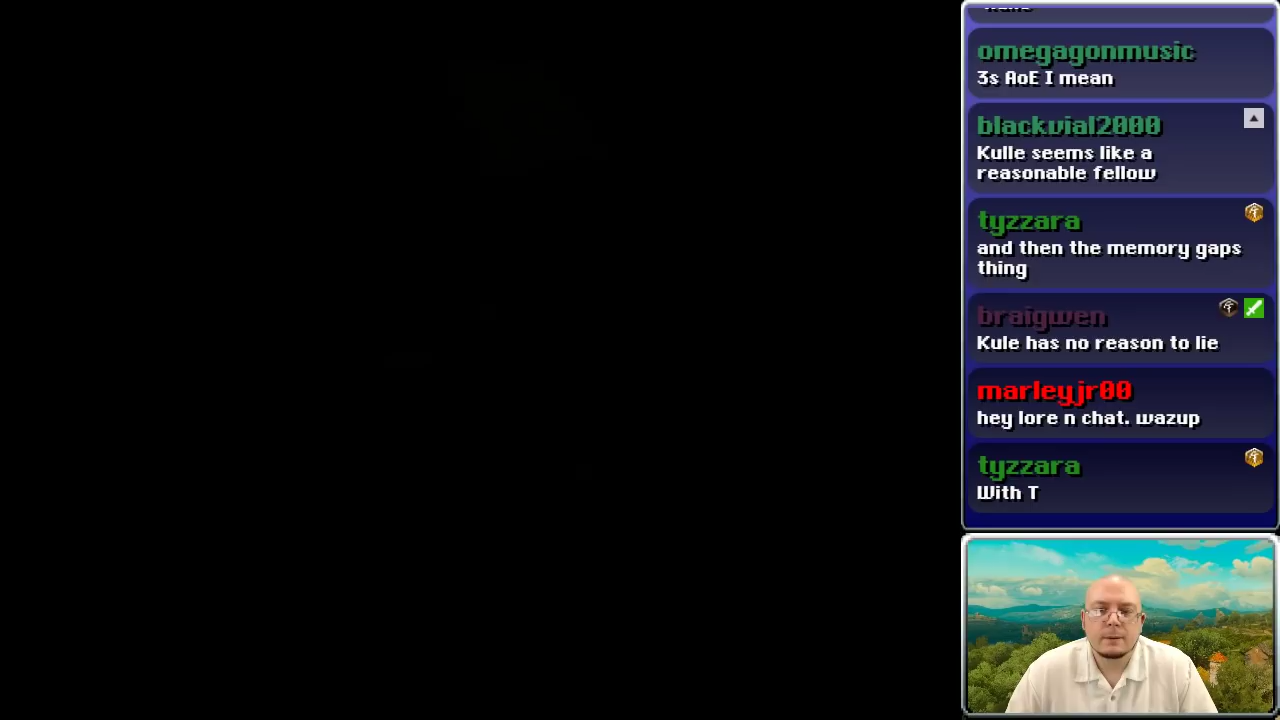 omegagonmusic
3s AoE I mean
blackvial2000
Kulle seems like a
reasonable fellow
tyzzara
and then the memory gaps
thing
braigwen
Kule has no reason to lie
marleyjr00
hey lore n chat. wazup
tyzzara
With T